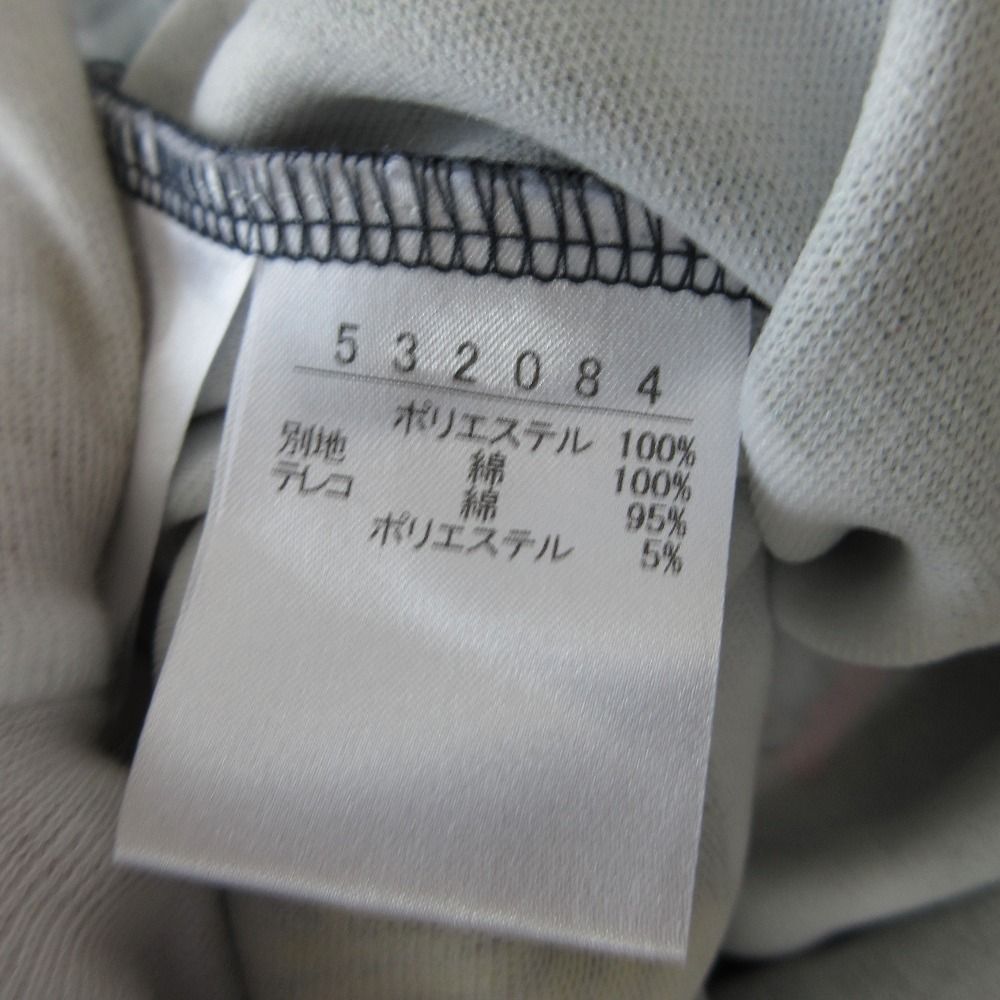 532084
ポリエステル 100%
別地 綿 100%
テレコ 綿 95%
ポリエステル 5%